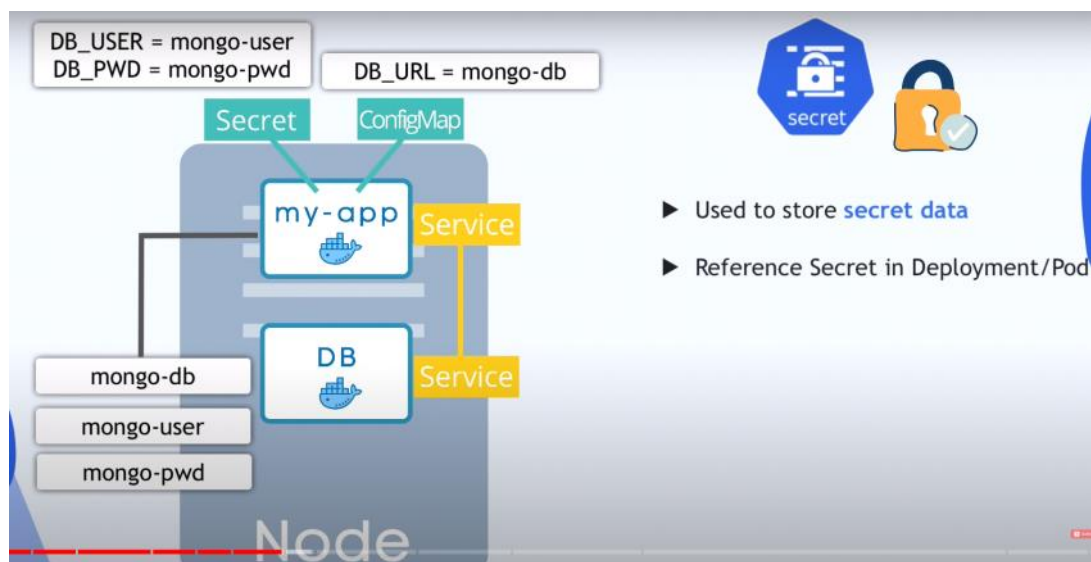 DB_USER = mongo-user
DB_PWD = mongo-pwd
DB_URL = mongo-db
Secret
ConfigMap
my-app
Service
DB
Service
mongo-db
mongo-user
mongo-pwd
Node
secret
▶ Used to store secret data
▶ Reference Secret in Deployment/Pod